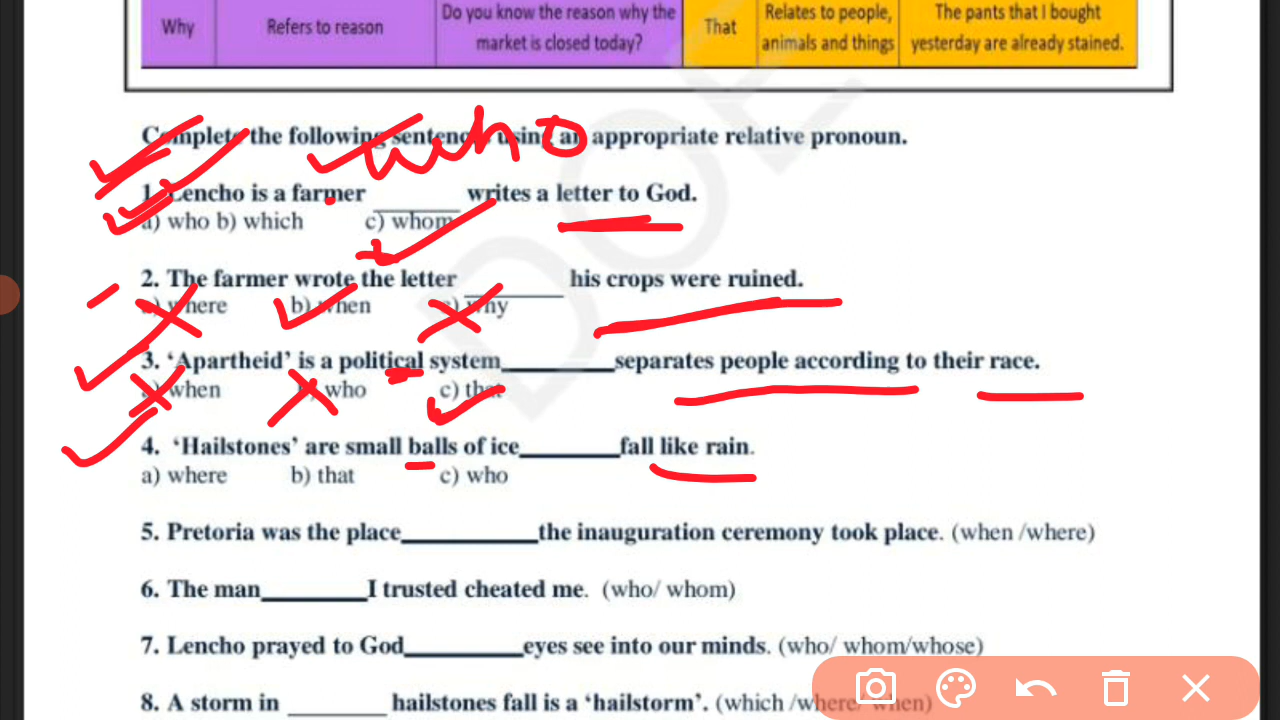 Why Refers to reason Do you know the reason why the market is closed today? That Relates to people, animals and things The pants that I bought yesterday are already stained.
Complete the following sentences using an appropriate relative pronoun.
who
1. Lencho is a farmer ________ writes a letter to God.
a) who b) which c) whom
2. The farmer wrote the letter ________ his crops were ruined.
a) where b) when c) why
3. ‘Apartheid’ is a political system________separates people according to their race.
a) when b) who c) that
4. ‘Hailstones’ are small balls of ice________fall like rain.
a) where b) that c) who
5. Pretoria was the place________the inauguration ceremony took place. (when /where)
6. The man________I trusted cheated me. (who/ whom)
7. Lencho prayed to God________eyes see into our minds. (who/ whom/whose)
8. A storm in ________ hailstones fall is a ‘hailstorm’. (which /where/ when)
DOE